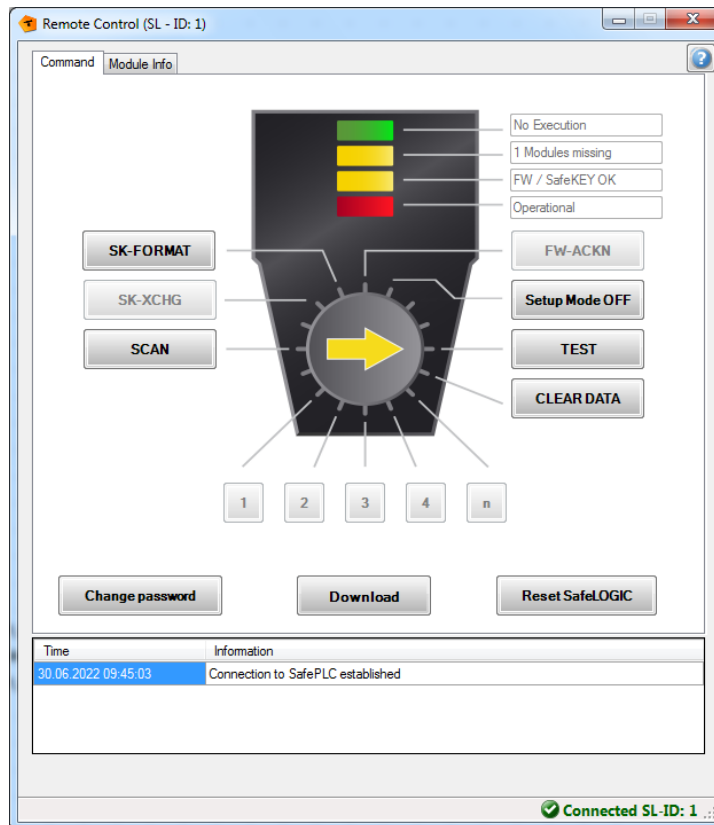 Remote Control (SL - ID: 1)
Command
Module Info
No Execution
1 Modules missing
FW / SafeKEY OK
Operational
SK-FORMAT
FW-ACKN
SK-XCHG
Setup Mode OFF
SCAN
TEST
CLEAR DATA
1
2
3
4
n
Change password
Download
Reset SafeLOGIC
Time
Information
30.06.2022 09:45:03
Connection to SafePLC established
Connected SL-ID: 1